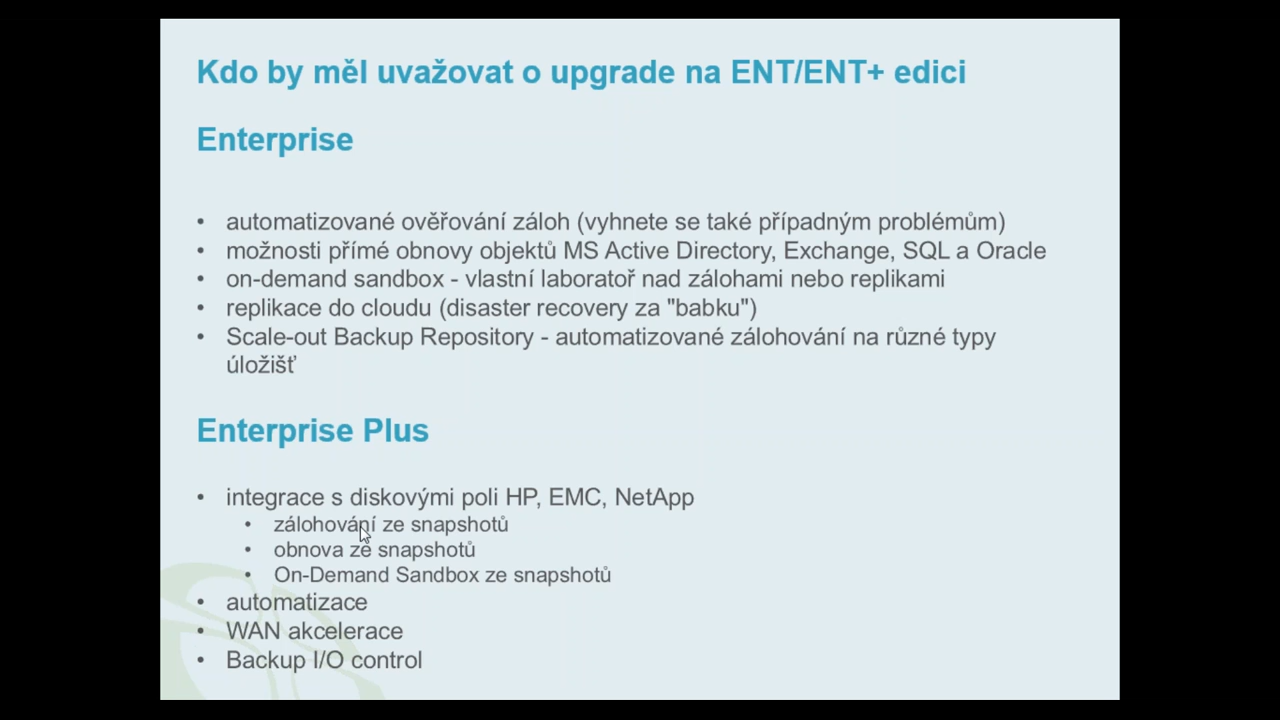 Kdo by měl uvažovat o upgrade na ENT/ENT+ edici
Enterprise
• automatizované ověřování záloh (vyhnete se také případným problémům)
• možnosti přímé obnovy objektů MS Active Directory, Exchange, SQL a Oracle
• on-demand sandbox - vlastní laboratoř nad zálohami nebo replikami
• replikace do cloudu (disaster recovery za "babku")
• Scale-out Backup Repository - automatizované zálohování na různé typy
úložišť
Enterprise Plus
• integrace s diskovými poli HP, EMC, NetApp
• zálohování ze snapshotů
• obnova ze snapshotů
• On-Demand Sandbox ze snapshotů
• automatizace
• WAN akcelerace
• Backup I/O control